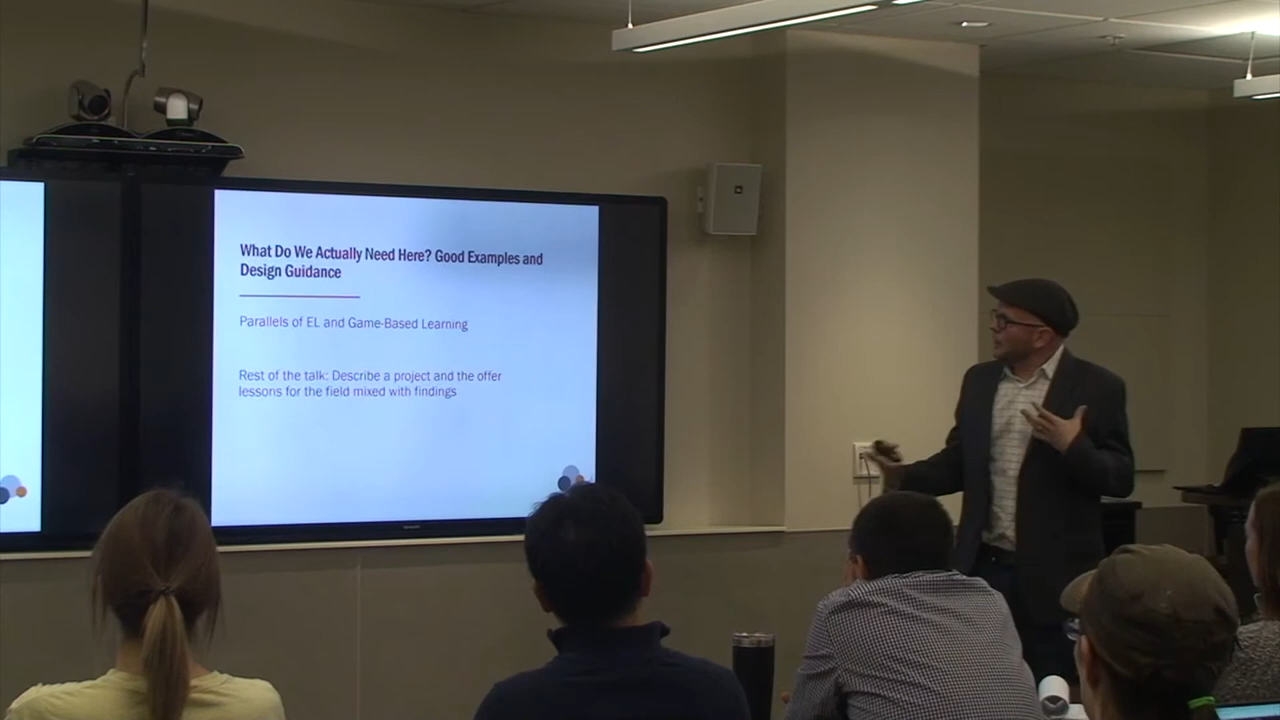 What Do We Actually Need Here? Good Examples and
Design Guidance
Parallels of EL and Game-Based Learning
Rest of the talk: Describe a project and the offer
lessons for the field mixed with findings